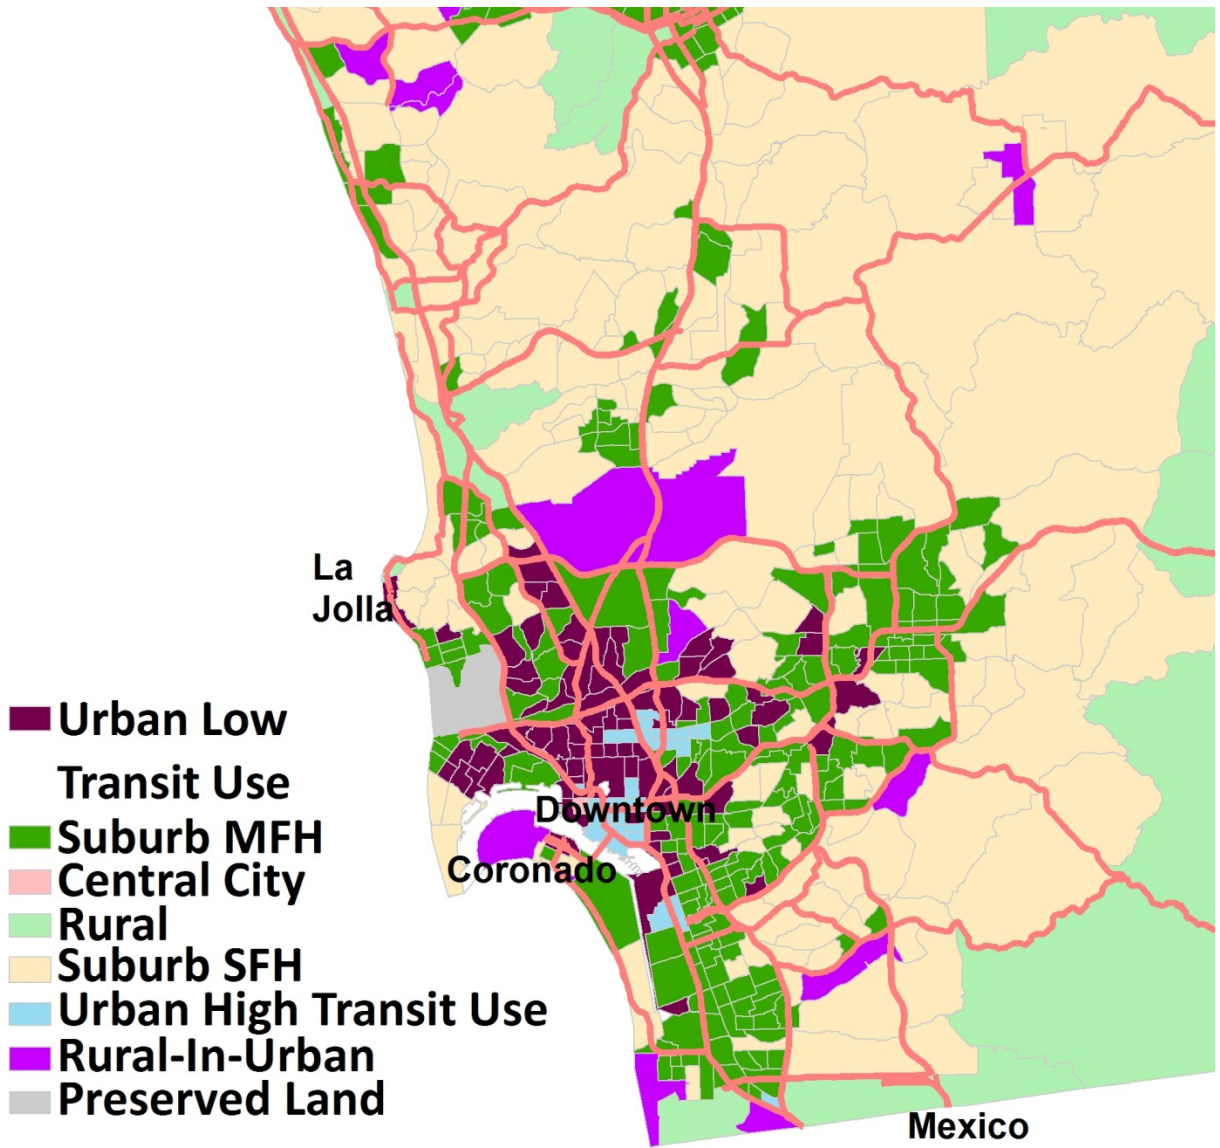 La
Jolla
Urban Low
Transit Use
Downtown
Suburb MFH
Coronado
Central City
Rural
Suburb SFH
Urban High Transit Use
Rural-In-Urban
Preserved Land
Mexico